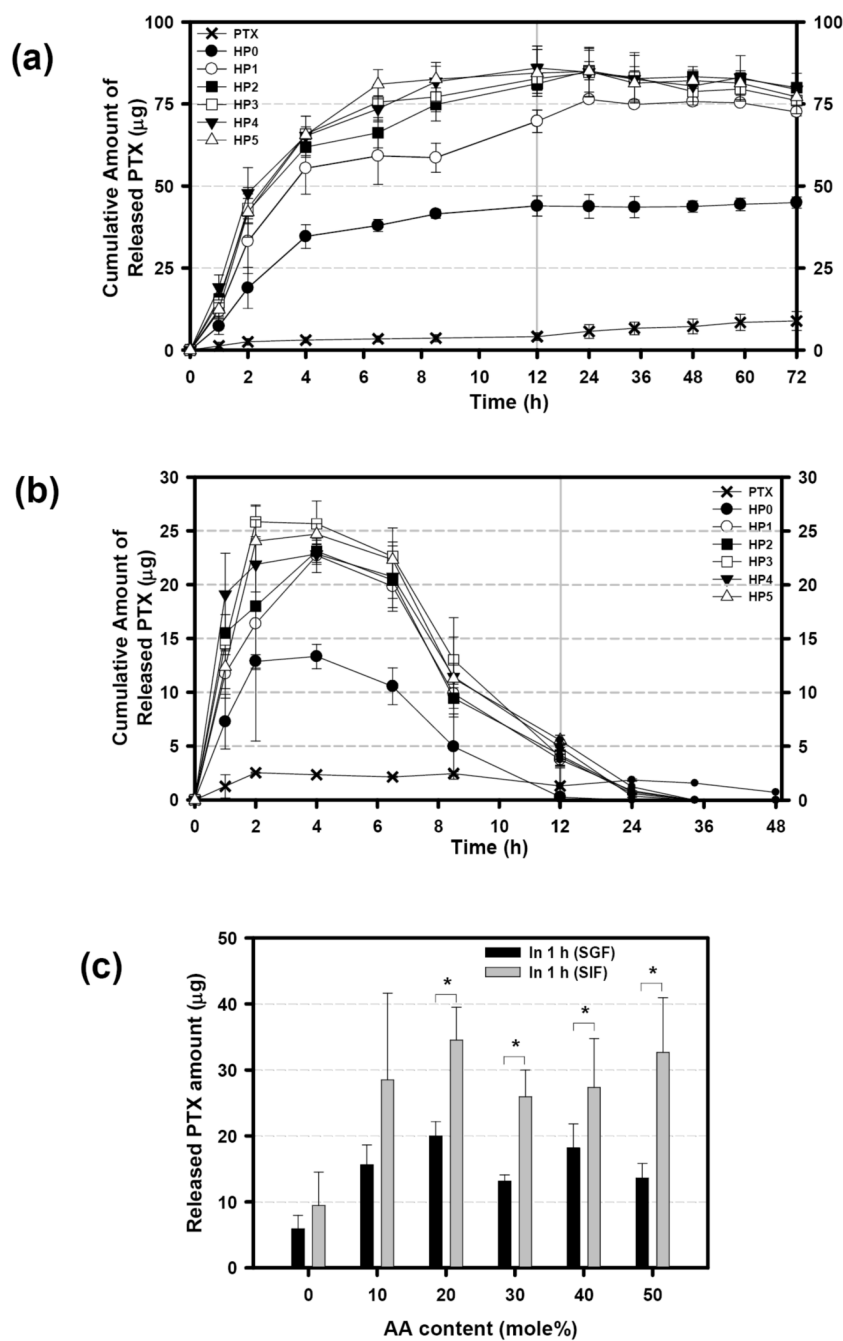 (a)
Cumulative Amount of
Released PTX (μg)
100
75
50
25
0
PTX
HP0
HP1
HP2
HP3
HP4
HP5
100
75
50
25
0
0 2 4 6 8 10 12 24 36 48 60 72
Time (h)
(b)
Cumulative Amount of
Released PTX (μg)
30
25
20
15
10
5
0
PTX
HP0
HP1
HP2
HP3
HP4
HP5
30
25
20
15
10
5
0
0 2 4 6 8 10 12 24 36 48
Time (h)
(c)
Released PTX amount (μg)
50
40
30
20
10
0
In 1 h (SGF)
In 1 h (SIF)
* * * *
0 10 20 30 40 50
AA content (mole%)